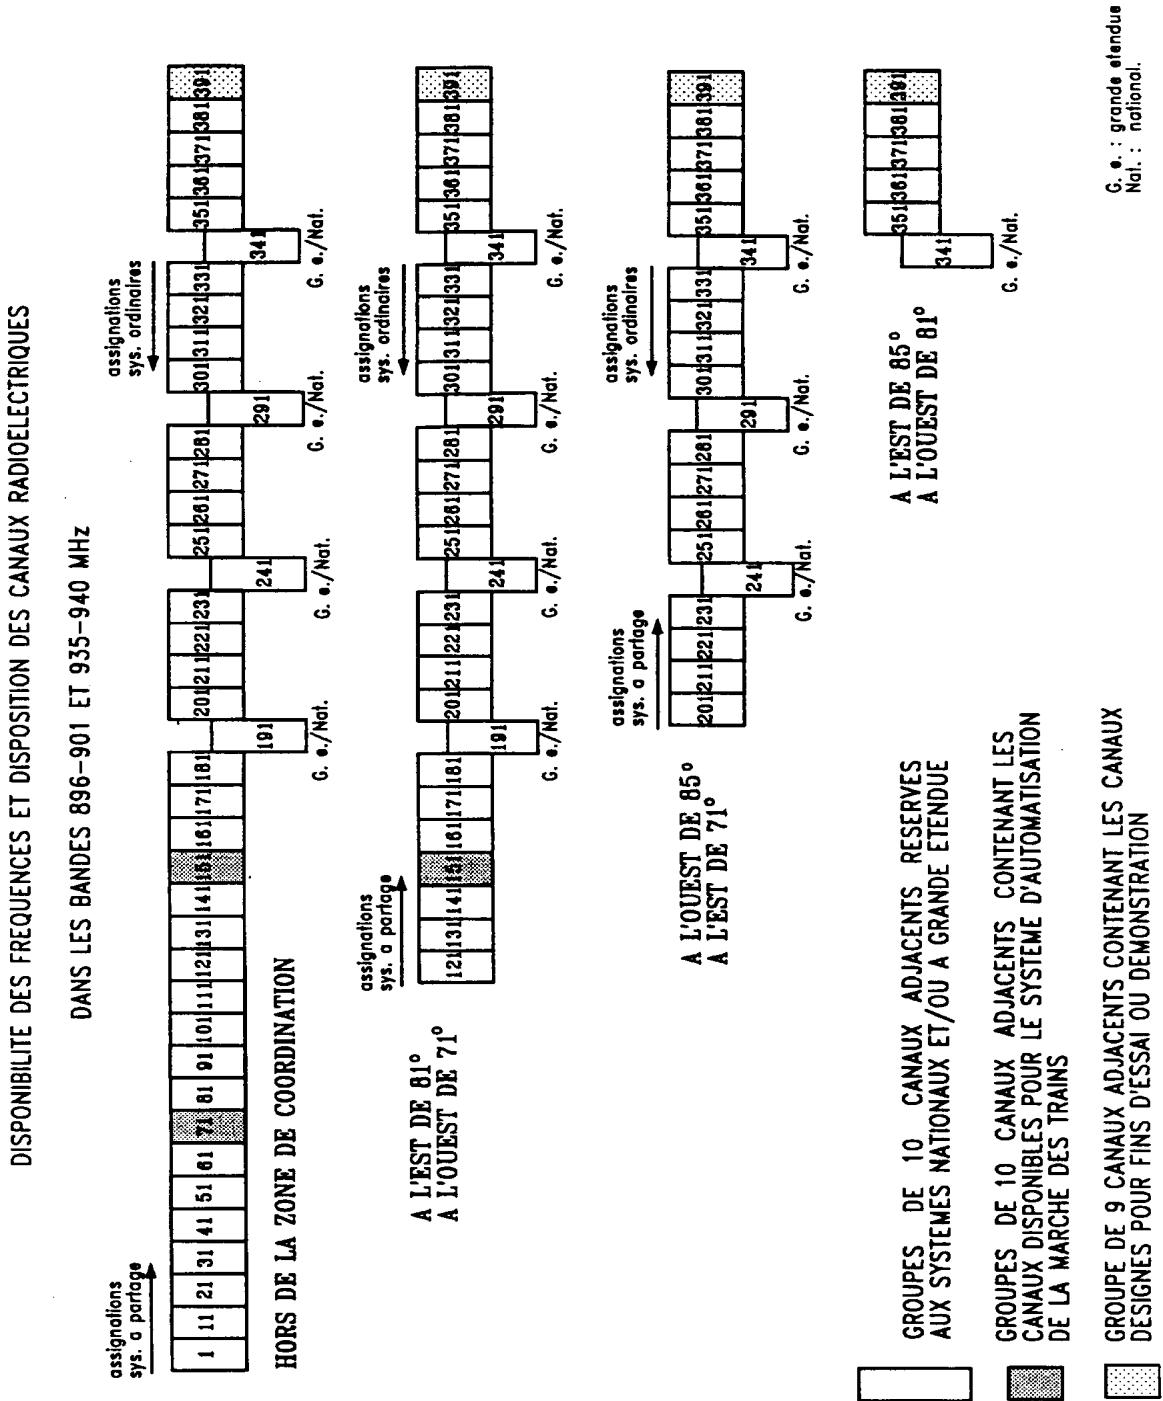 DISPONIBILITE DES FREQUENCES ET DISPOSITION DES CANAUX RADIOELECTRIQUES
DANS LES BANDES 896-901 ET 935-940 MHz
assignations
sys. a partage
assignations
sys. ordinaires
1 11 21 31 41 51 61 71 81 91 101 111 121 131 141 151 161 171 181 191 201 211 221 231 241 251 261 271 281 291 301 311 321 331 341 351 361 371 381 391
G. e./Nat. G. e./Nat. G. e./Nat. G. e./Nat.
HORS DE LA ZONE DE COORDINATION
assignations
sys. a partage
assignations
sys. ordinaires
121 131 141 151 161 171 181 191 201 211 221 231 241 251 261 271 281 291 301 311 321 331 341 351 361 371 381 391
G. e./Nat. G. e./Nat. G. e./Nat. G. e./Nat.
A L'EST DE 81°
A L'OUEST DE 71°
assignations
sys. a partage
assignations
sys. ordinaires
201 211 221 231 241 251 261 271 281 291 301 311 321 331 341 351 361 371 381 391
G. e./Nat. G. e./Nat. G. e./Nat.
A L'OUEST DE 85°
A L'EST DE 71°
341 351 361 371 381 391
G. e./Nat.
A L'EST DE 85°
A L'OUEST DE 81°
GROUPES DE 10 CANAUX ADJACENTS RESERVES
AUX SYSTEMES NATIONAUX ET/OU A GRANDE ETENDUE
GROUPES DE 10 CANAUX ADJACENTS CONTENANT LES
CANAUX DISPONIBLES POUR LE SYSTEME D'AUTOMATISATION
DE LA MARCHE DES TRAINS
GROUPE DE 9 CANAUX ADJACENTS CONTENANT LES CANAUX
DESIGNES POUR FINS D'ESSAI OU DEMONSTRATION
G. e. : grande etendue
Nat. : national.